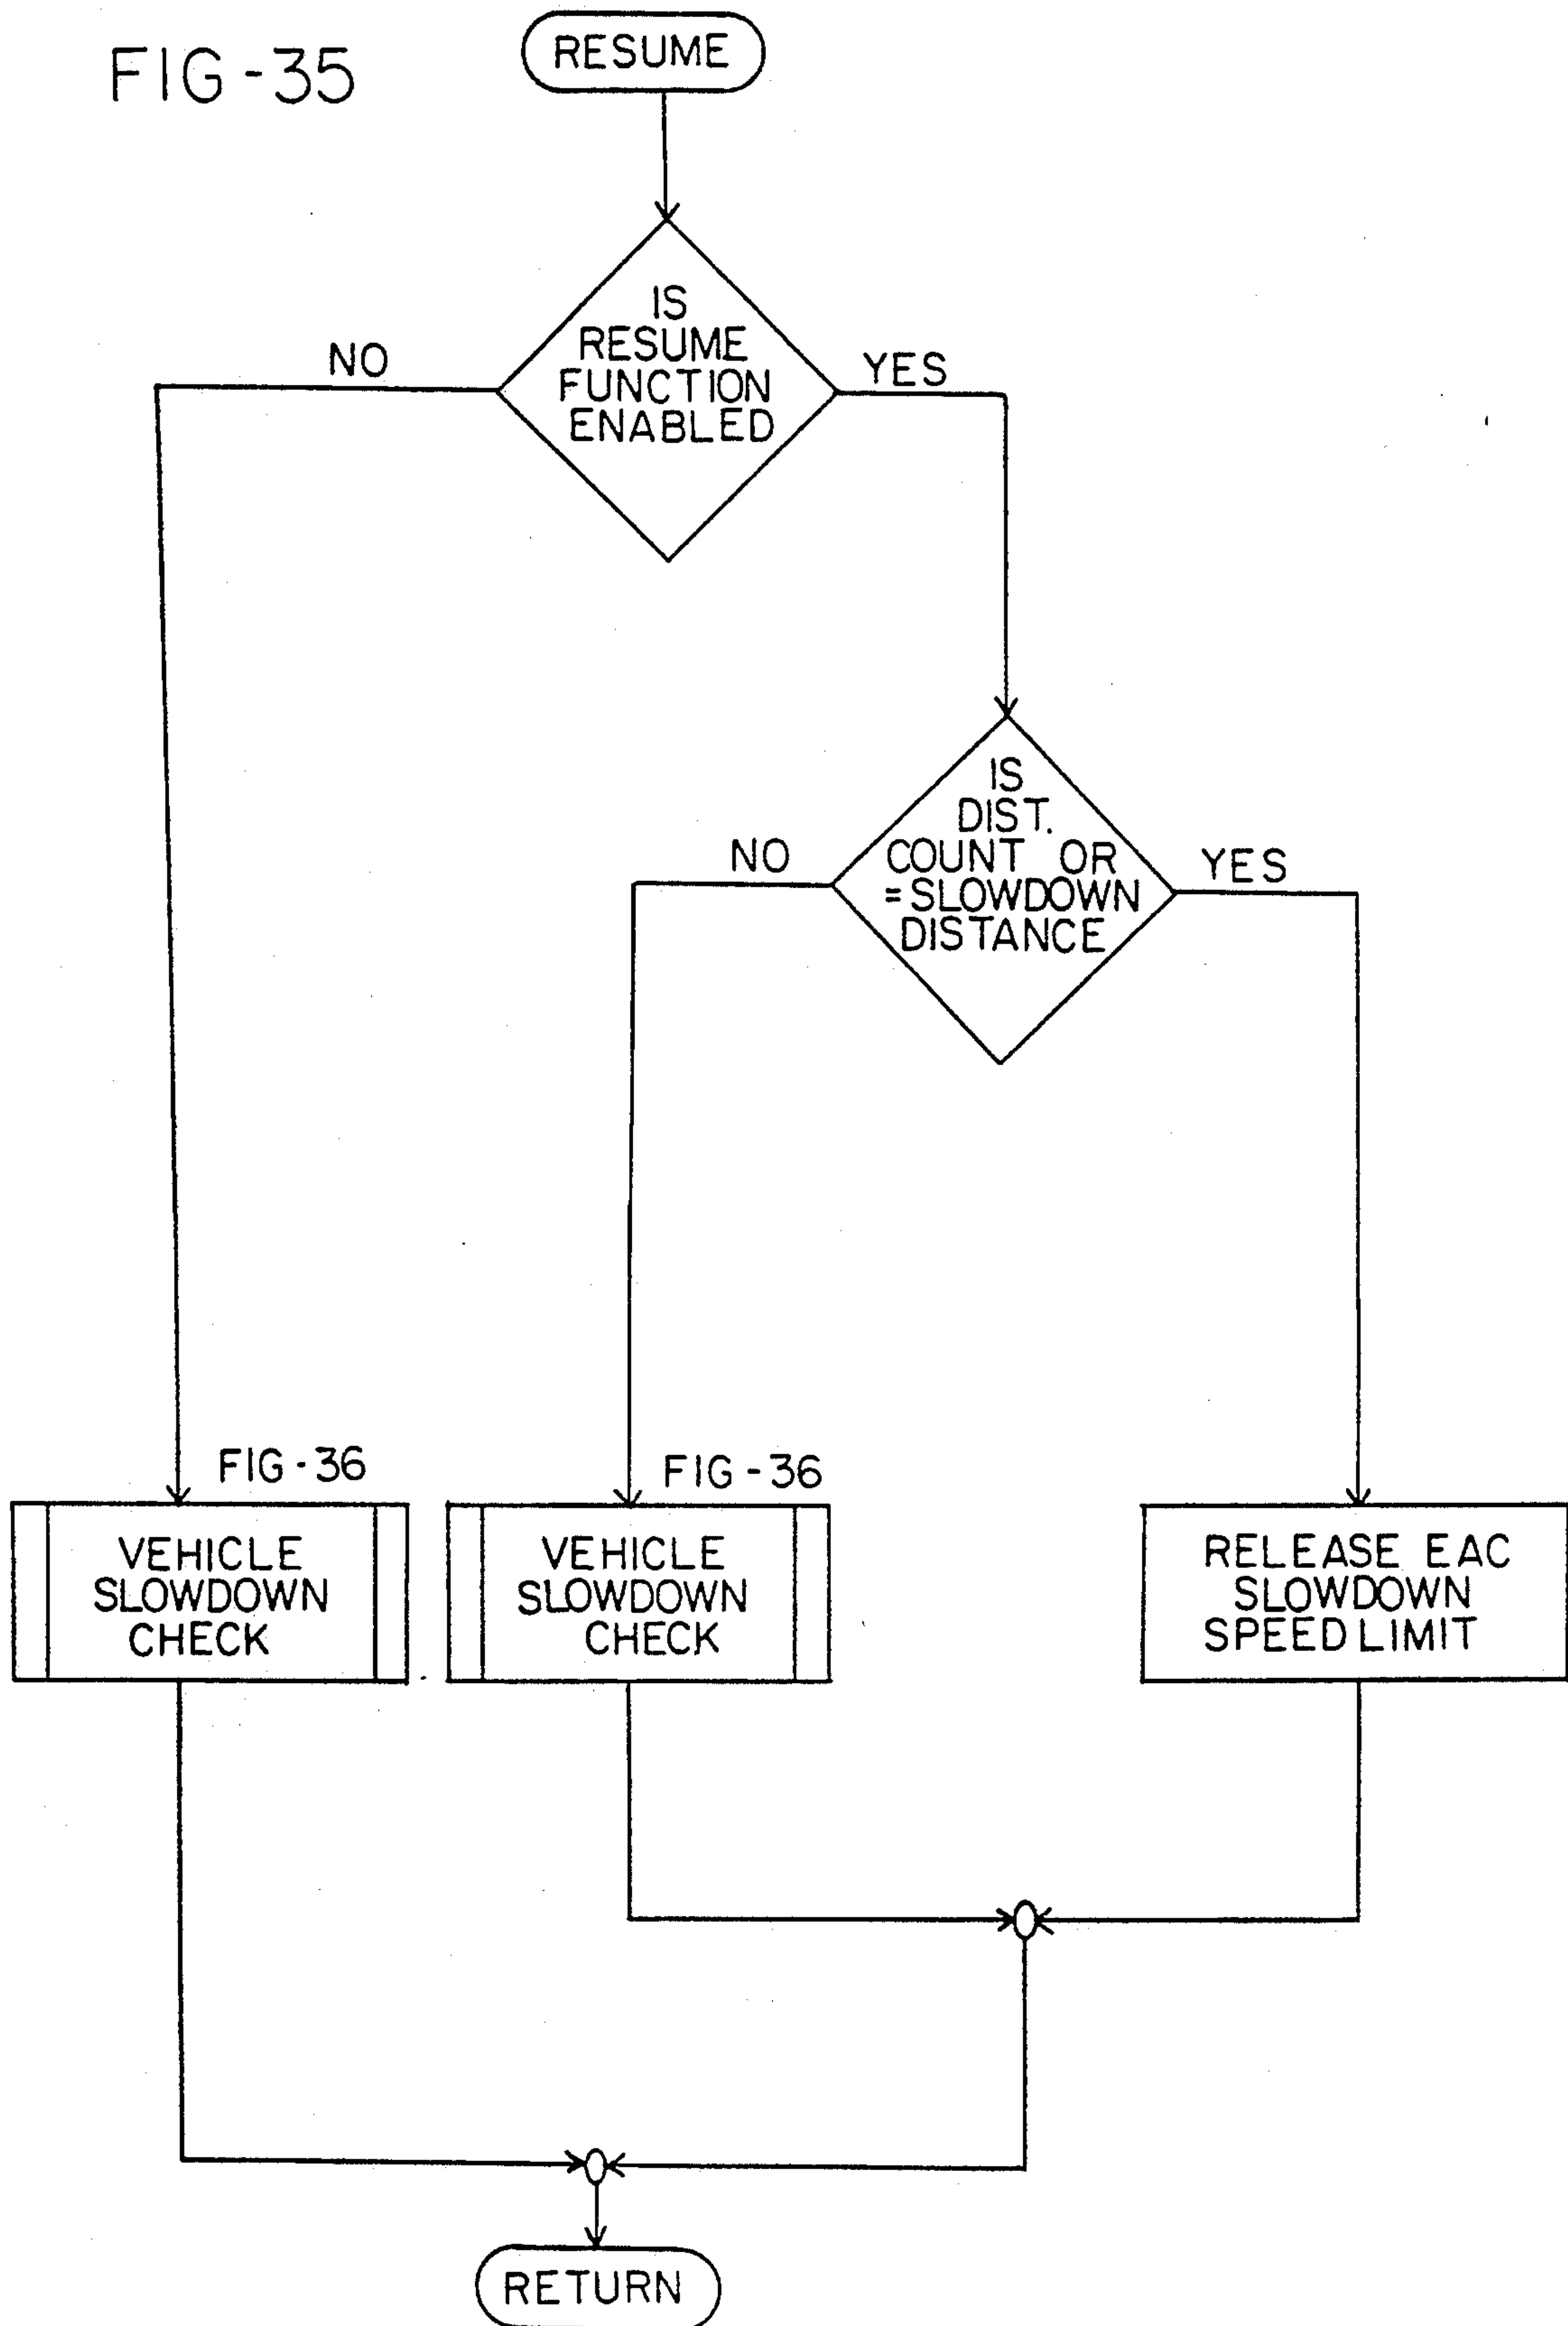 FIG-35
RESUME
IS
RESUME
FUNCTION
ENABLED
NO
YES
IS
DIST.
COUNT OR
=SLOWDOWN
DISTANCE
NO
YES
FIG-36
VEHICLE
SLOWDOWN
CHECK
FIG-36
VEHICLE
SLOWDOWN
CHECK
RELEASE EAC
SLOWDOWN
SPEED LIMIT
RETURN